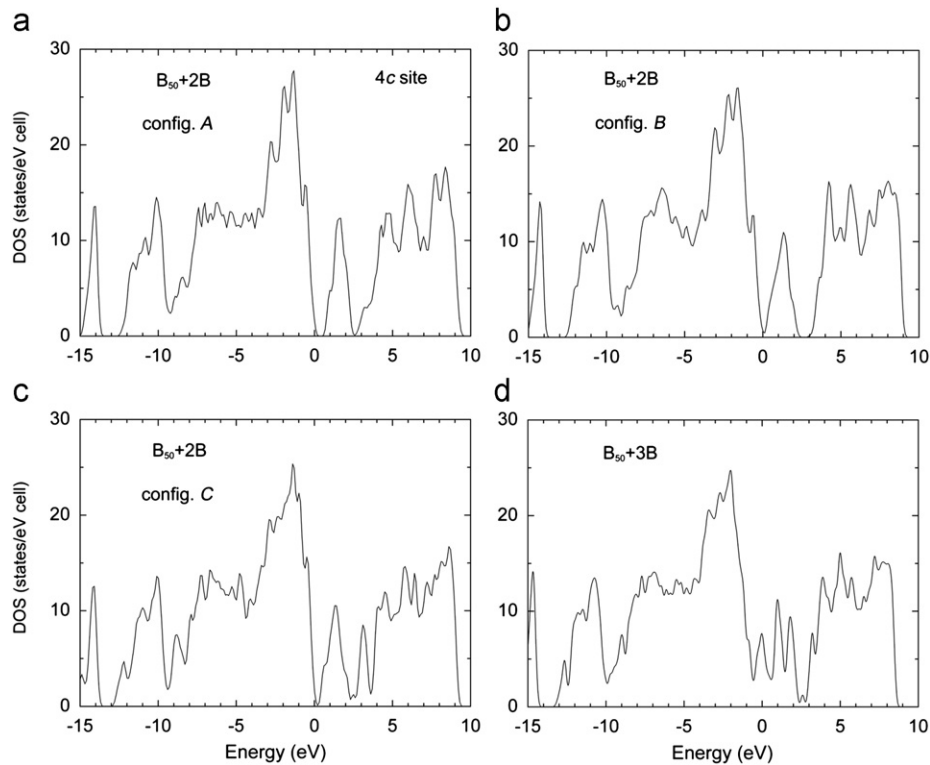 a
30
20
10
0
DOS (states/eV cell)
B₅₀+2B
config. A
4c site
-15 -10 -5 0 5 10
b
30
20
10
0
B₅₀+2B
config. B
-15 -10 -5 0 5 10
c
30
20
10
0
DOS (states/eV cell)
B₅₀+2B
config. C
-15 -10 -5 0 5 10
Energy (eV)
d
30
20
10
0
B₅₀+3B
-15 -10 -5 0 5 10
Energy (eV)